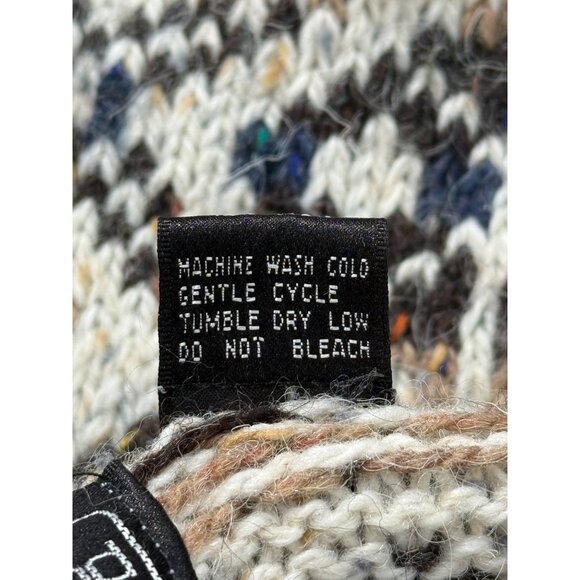 MACHINE WASH COLD
GENTLE CYCLE
TUMBLE DRY LOW
DO NOT BLEACH